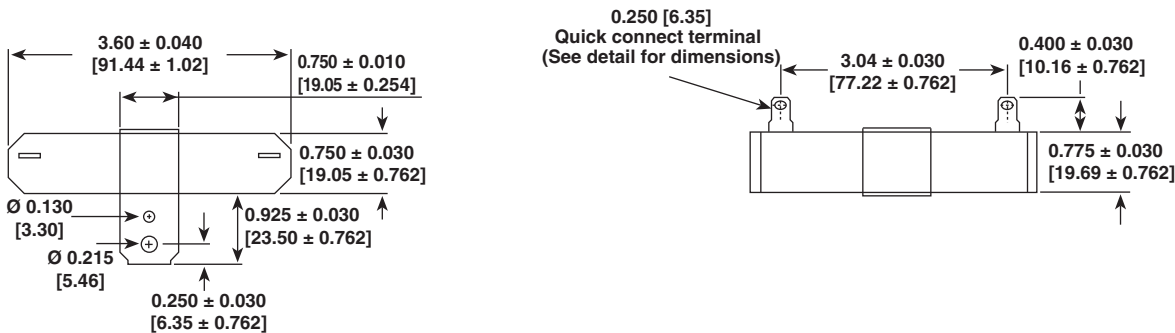 3.60 ± 0.040
[91.44 ± 1.02]
0.750 ± 0.010
[19.05 ± 0.254]
0.750 ± 0.030
[19.05 ± 0.762]
Ø 0.130
[3.30]
0.925 ± 0.030
[23.50 ± 0.762]
Ø 0.215
[5.46]
0.250 ± 0.030
[6.35 ± 0.762]
0.250 [6.35]
Quick connect terminal
(See detail for dimensions)
3.04 ± 0.030
[77.22 ± 0.762]
0.400 ± 0.030
[10.16 ± 0.762]
0.775 ± 0.030
[19.69 ± 0.762]